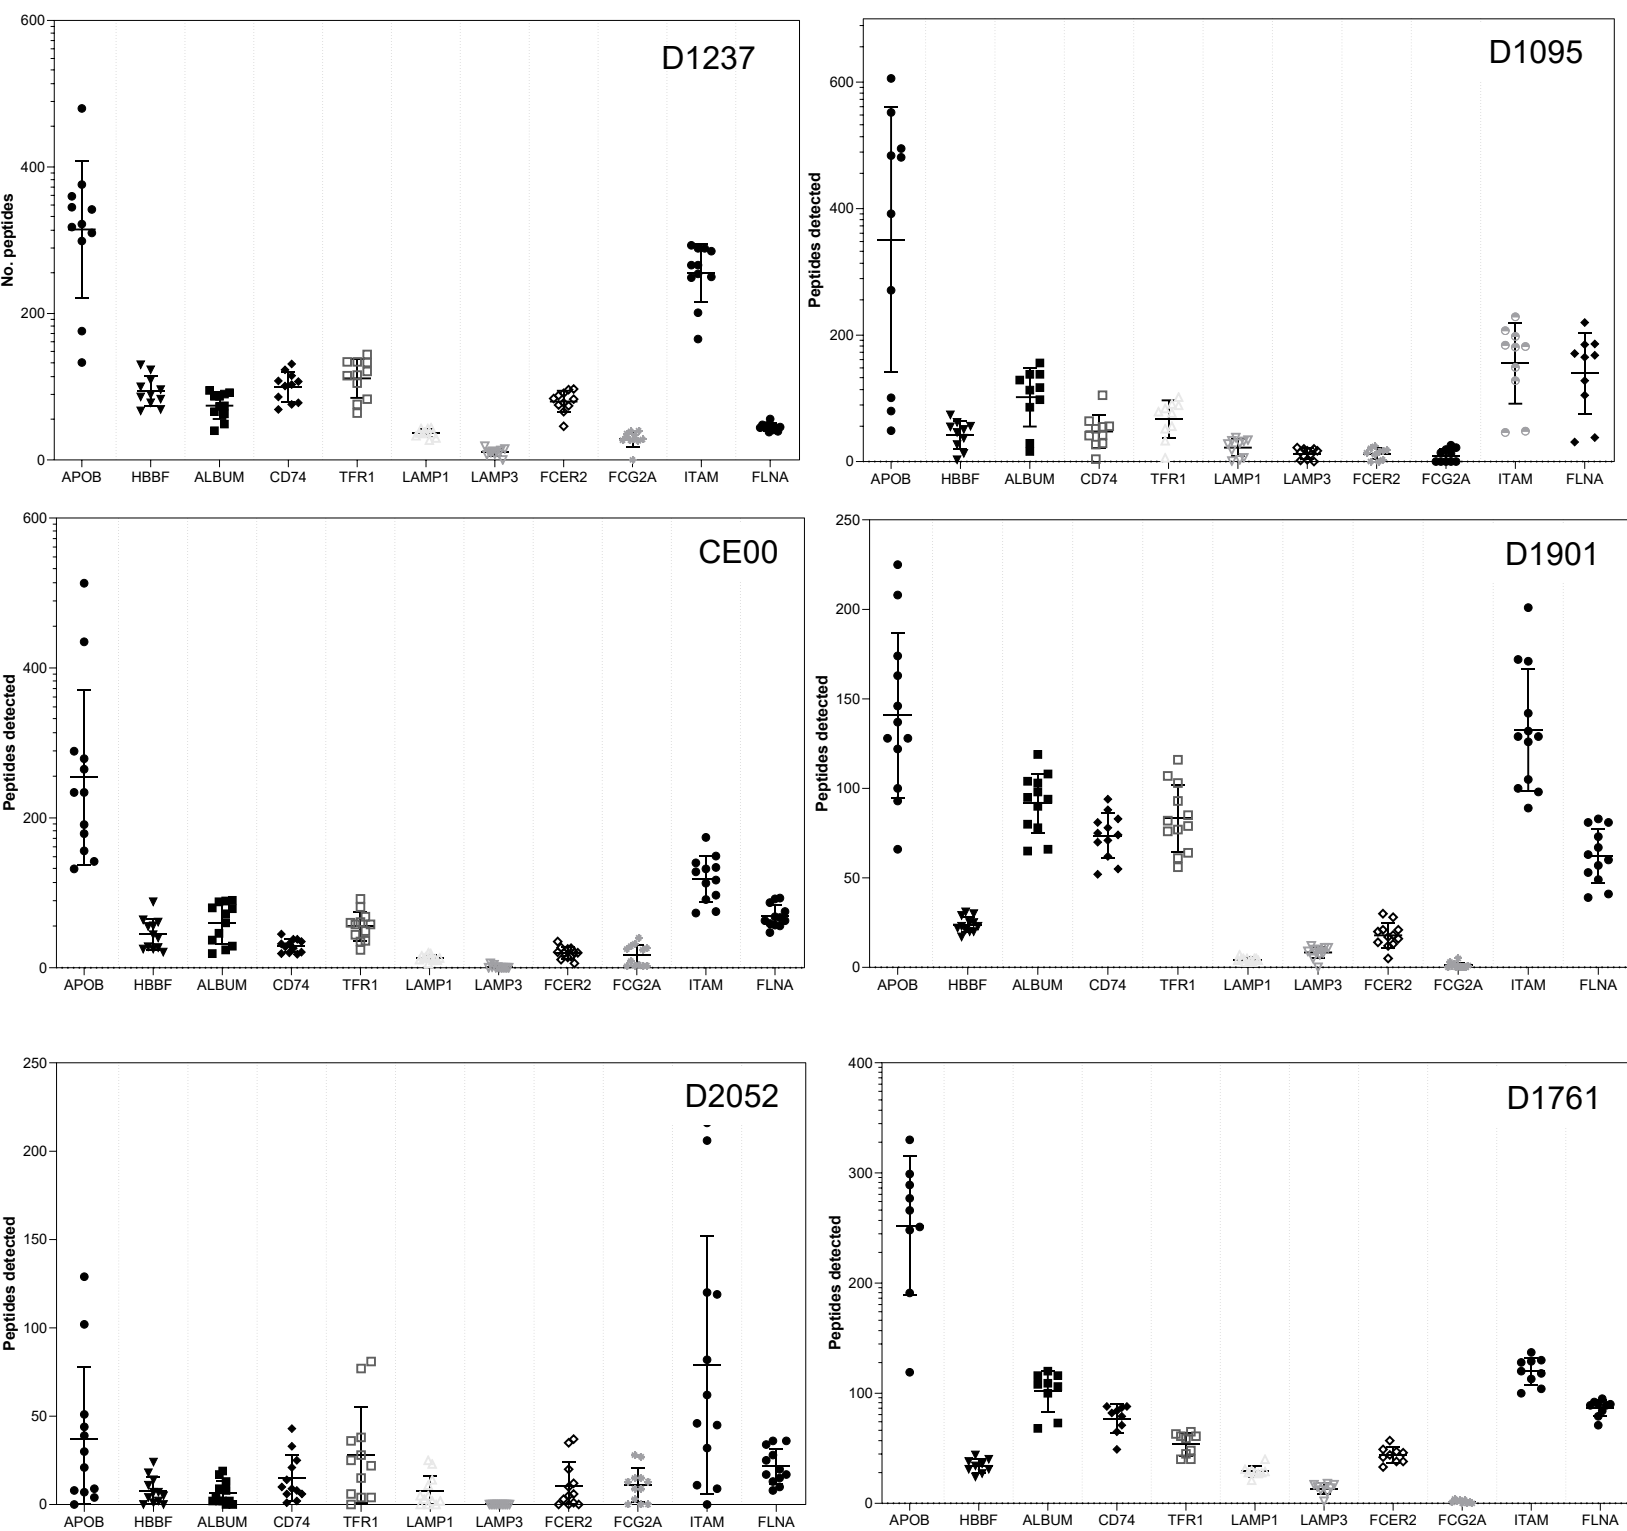 D1237
No. peptides
600
400
200
0
APOB HBBF ALBUM CD74 TFR1 LAMP1 LAMP3 FCER2 FCG2A ITAM FLNA
D1095
Peptides detected
600
400
200
0
APOB HBBF ALBUM CD74 TFR1 LAMP1 LAMP3 FCER2 FCG2A ITAM FLNA
CE00
Peptides detected
600
400
200
0
APOB HBBF ALBUM CD74 TFR1 LAMP1 LAMP3 FCER2 FCG2A ITAM FLNA
D1901
Peptides detected
250
200
150
100
50
0
APOB HBBF ALBUM CD74 TFR1 LAMP1 LAMP3 FCER2 FCG2A ITAM FLNA
D2052
Peptides detected
250
200
150
100
50
0
APOB HBBF ALBUM CD74 TFR1 LAMP1 LAMP3 FCER2 FCG2A ITAM FLNA
D1761
Peptides detected
400
300
200
100
0
APOB HBBF ALBUM CD74 TFR1 LAMP1 LAMP3 FCER2 FCG2A ITAM FLNA